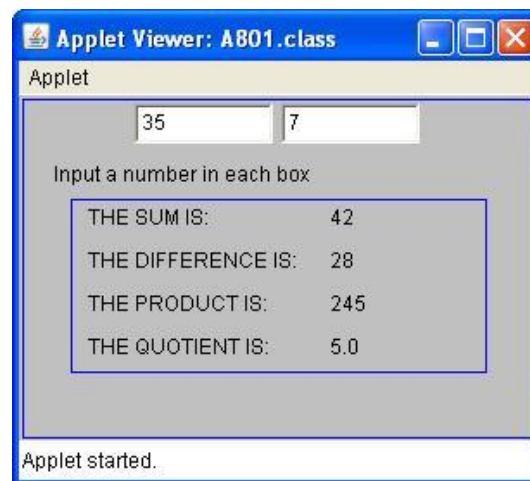 Applet Viewer: A801.class
Applet
35 7
Input a number in each box
THE SUM IS: 42
THE DIFFERENCE IS: 28
THE PRODUCT IS: 245
THE QUOTIENT IS: 5.0
Applet started.